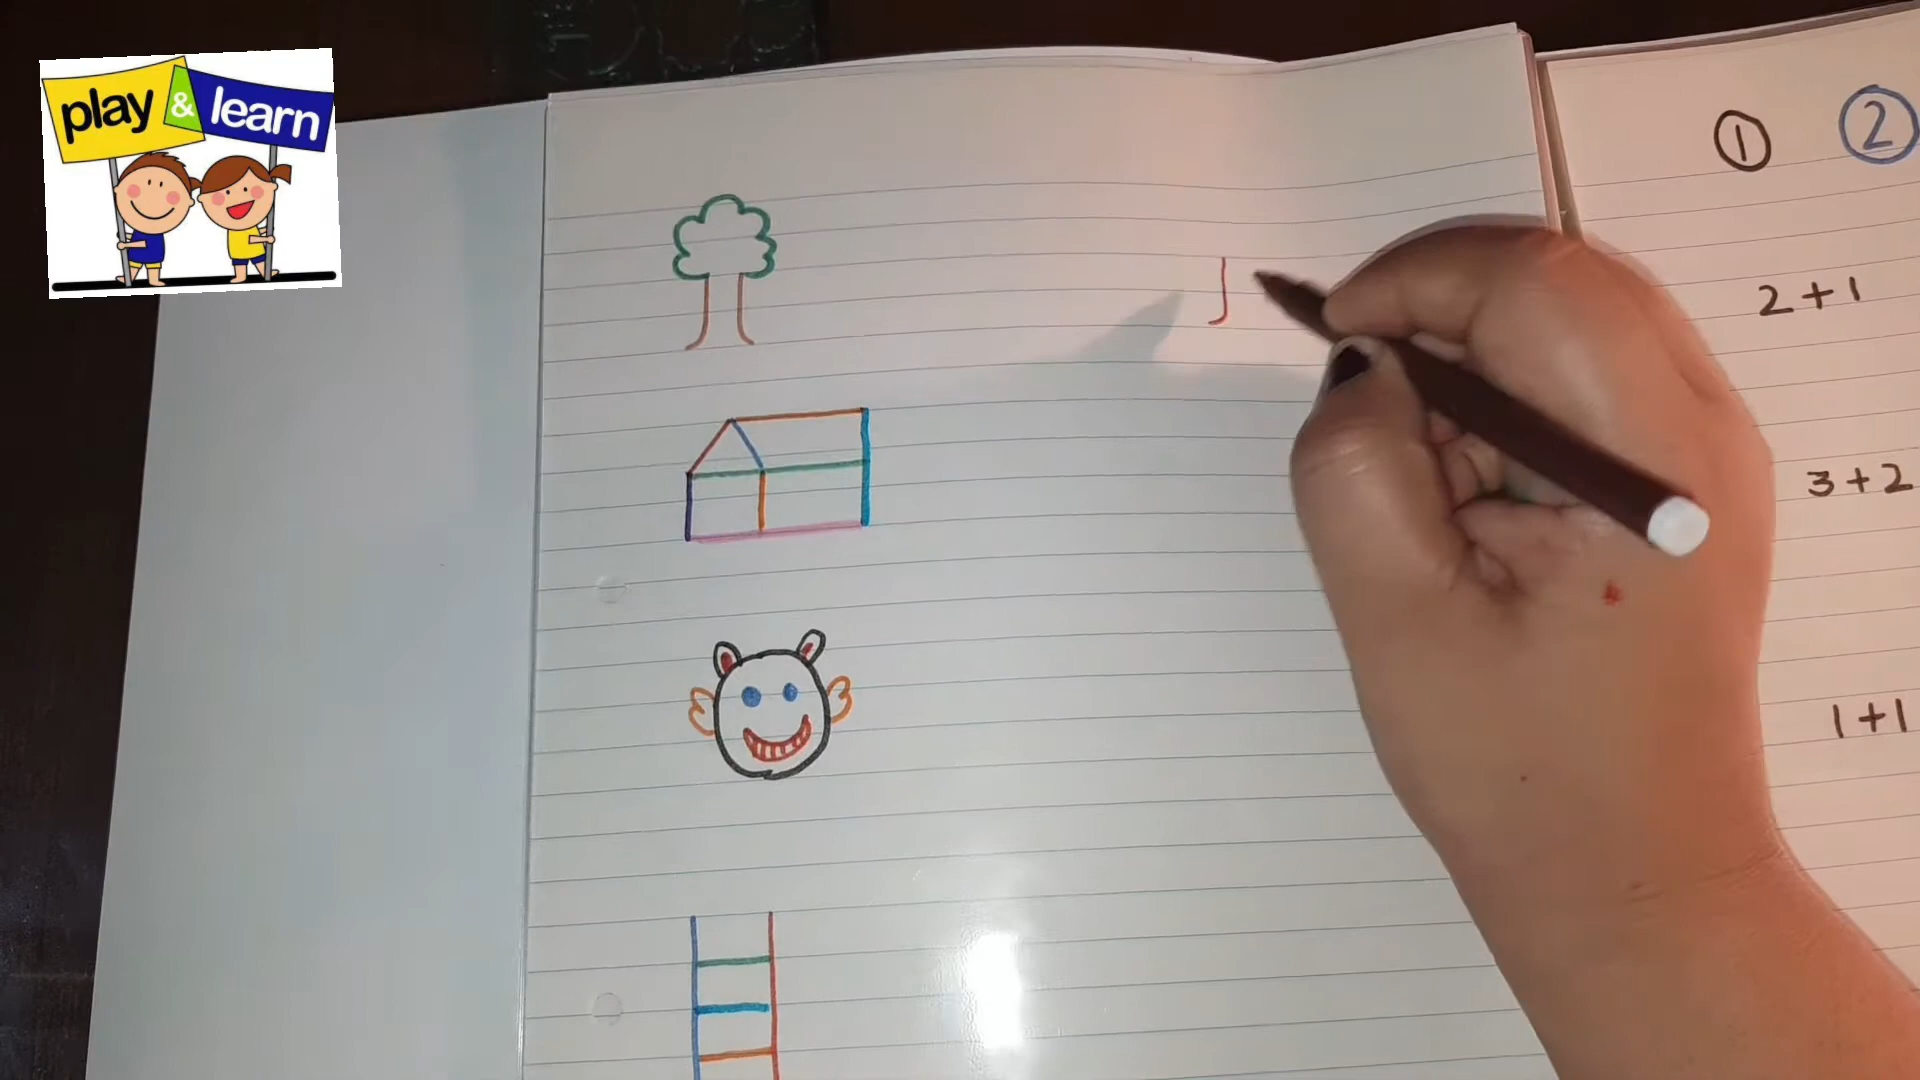 play & learn
① ②
2+1
3+2
1+1